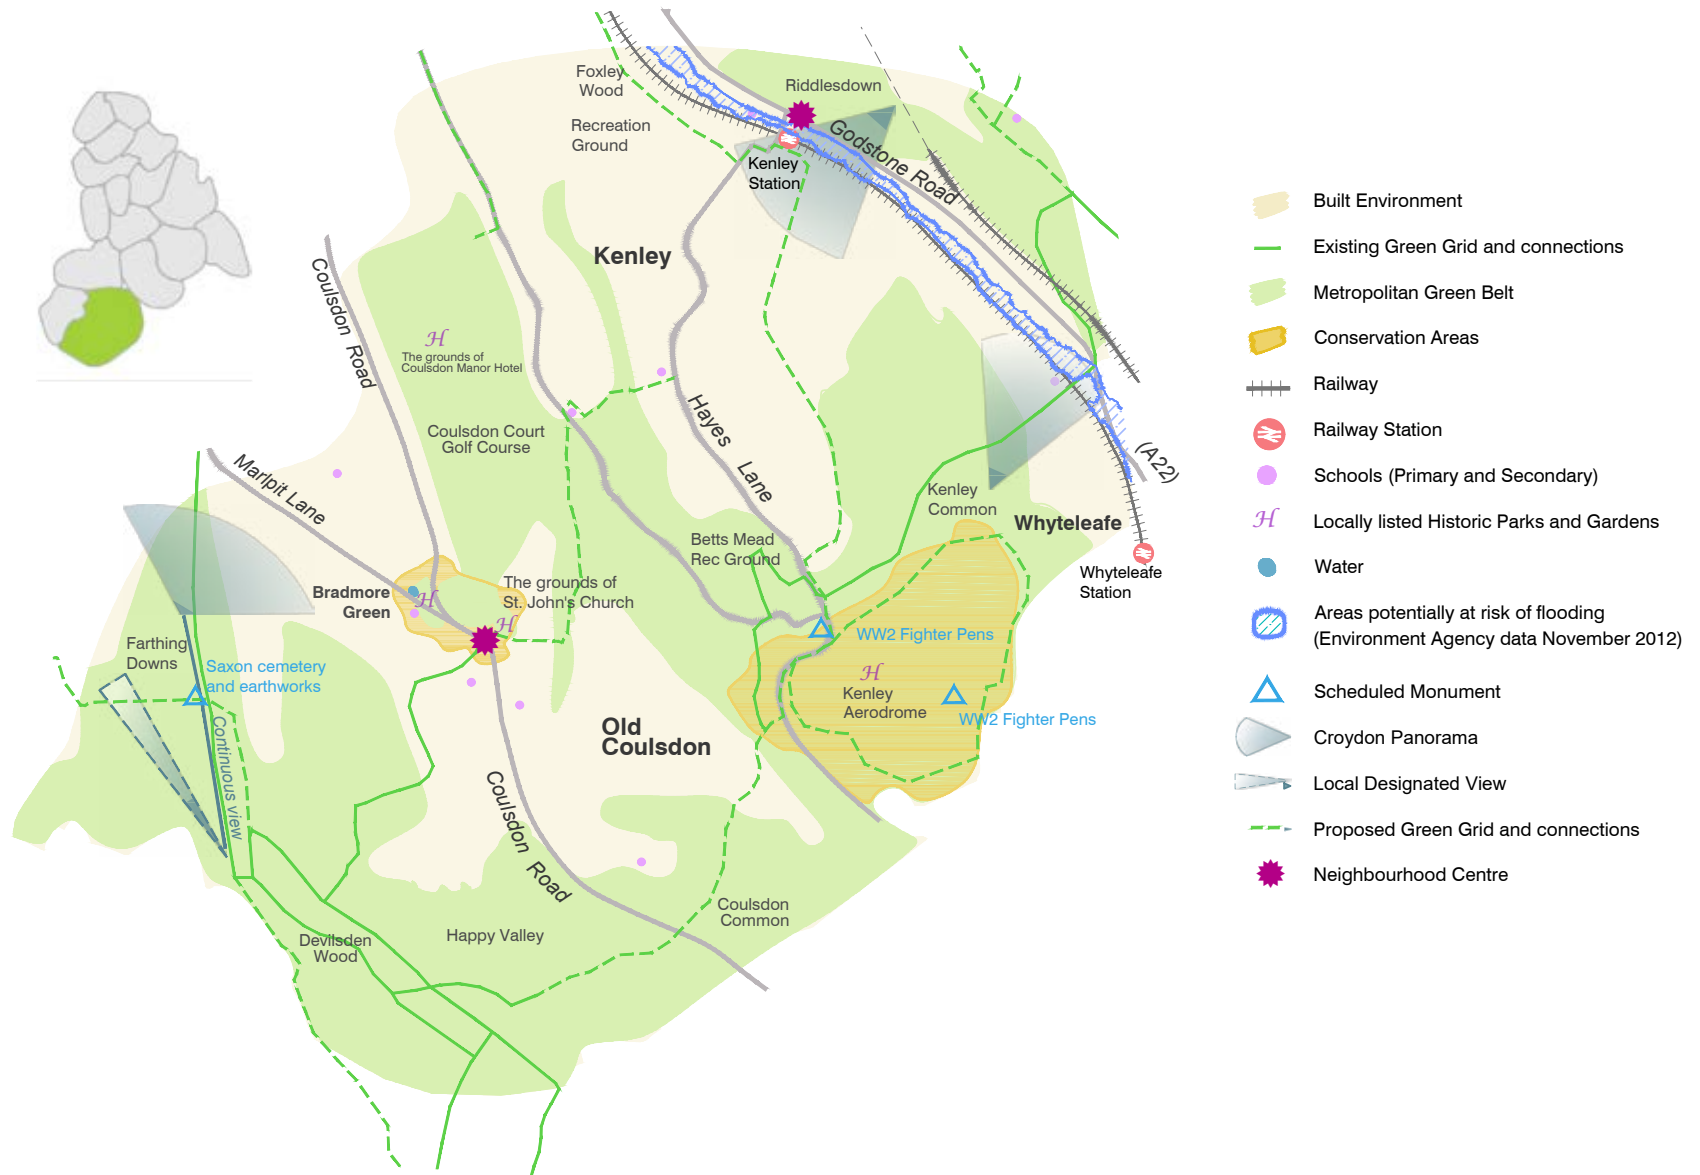 Foxley
Wood
Riddlesdown
Recreation
Ground
Godstone Road
Kenley
Station
Kenley
Coulsdon Road
H
The grounds of
Coulsdon Manor Hotel
Hayes Lane
Coulsdon Court
Golf Course
(A22)
Marlpit Lane
Kenley
Common
Whyteleafe
Betts Mead
Rec Ground
Whyteleafe
Station
Bradmore
Green
H
The grounds of
St. John's Church
H
WW2 Fighter Pens
Farthing
Downs
Saxon cemetery
and earthworks
H
Kenley
Aerodrome
WW2 Fighter Pens
Old
Coulsdon
Continuous view
Coulsdon Road
Coulsdon
Common
Happy Valley
Devilsden
Wood
Built Environment
Existing Green Grid and connections
Metropolitan Green Belt
Conservation Areas
Railway
Railway Station
Schools (Primary and Secondary)
H Locally listed Historic Parks and Gardens
Water
Areas potentially at risk of flooding
(Environment Agency data November 2012)
Scheduled Monument
Croydon Panorama
Local Designated View
Proposed Green Grid and connections
Neighbourhood Centre